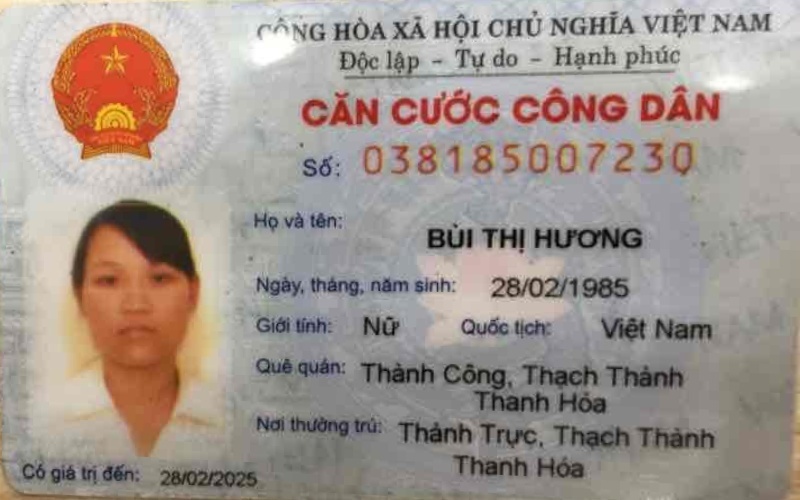 CỘNG HÒA XÃ HỘI CHỦ NGHĨA VIỆT NAM
Độc lập - Tự do - Hạnh phúc
CĂN CƯỚC CÔNG DÂN
Số: 038185007230
Họ và tên:
BÙI THỊ HƯƠNG
Ngày, tháng, năm sinh: 28/02/1985
Giới tính: Nữ Quốc tịch: Việt Nam
Quê quán: Thành Công, Thạch Thành
Thanh Hóa
Nơi thường trú: Thành Trực, Thạch Thành
Thanh Hóa
Có giá trị đến: 28/02/2025